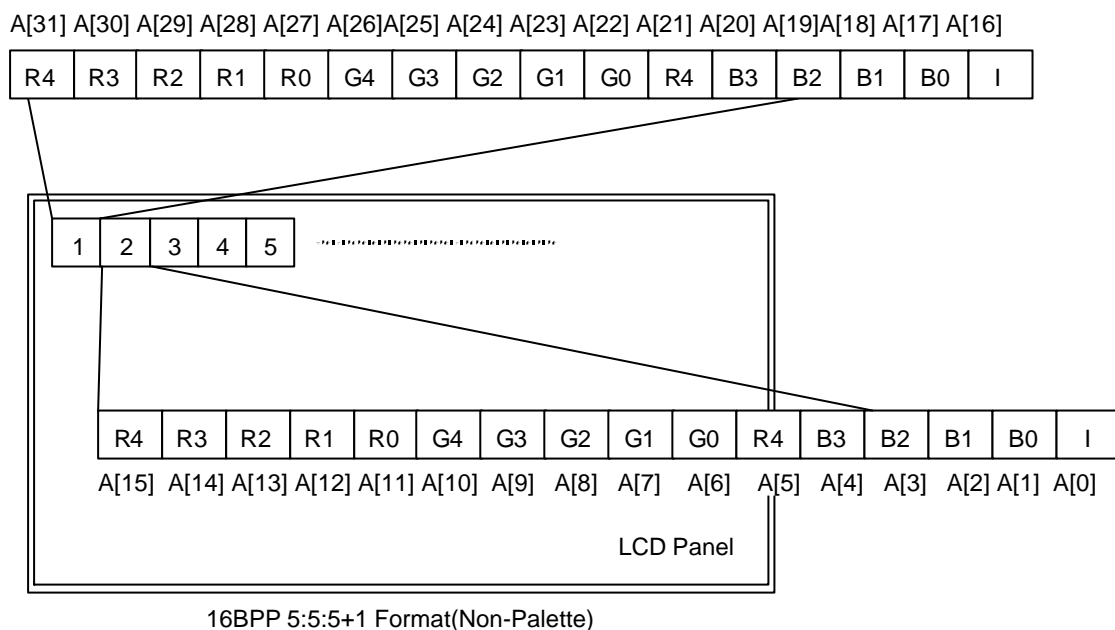 A[31] A[30] A[29] A[28] A[27] A[26]A[25] A[24] A[23] A[22] A[21] A[20] A[19]A[18] A[17] A[16]
R4 R3 R2 R1 R0 G4 G3 G2 G1 G0 R4 B3 B2 B1 B0 I
1 2 3 4 5
R4 R3 R2 R1 R0 G4 G3 G2 G1 G0 R4 B3 B2 B1 B0 I
A[15] A[14] A[13] A[12] A[11] A[10] A[9] A[8] A[7] A[6] A[5] A[4] A[3] A[2] A[1] A[0]
LCD Panel
16BPP 5:5:5+1 Format(Non-Palette)